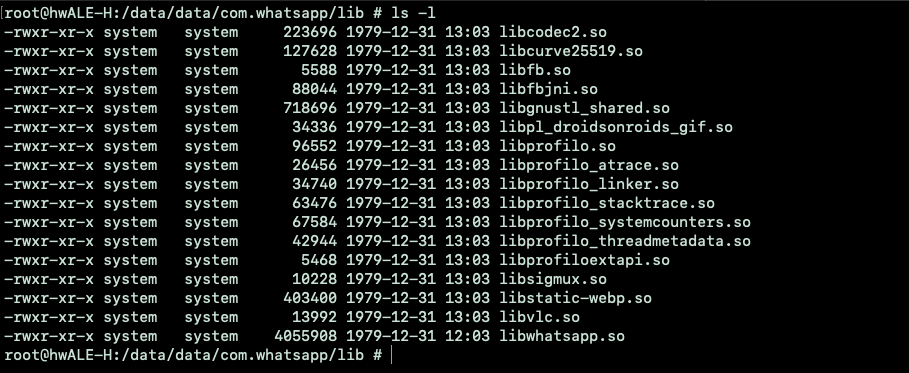 root@hwALE-H:/data/data/com.whatsapp/lib # ls -l
-rwxr-xr-x system   system     223696 1979-12-31 13:03 libcodec2.so
-rwxr-xr-x system   system     127628 1979-12-31 13:03 libcurve25519.so
-rwxr-xr-x system   system       5588 1979-12-31 13:03 libfb.so
-rwxr-xr-x system   system      88044 1979-12-31 13:03 libfbjni.so
-rwxr-xr-x system   system     718696 1979-12-31 13:03 libgnustl_shared.so
-rwxr-xr-x system   system      34336 1979-12-31 13:03 libpl_droidsonroids_gif.so
-rwxr-xr-x system   system      96552 1979-12-31 13:03 libprofilo.so
-rwxr-xr-x system   system      26456 1979-12-31 13:03 libprofilo_atrace.so
-rwxr-xr-x system   system      34740 1979-12-31 13:03 libprofilo_linker.so
-rwxr-xr-x system   system      63476 1979-12-31 13:03 libprofilo_stacktrace.so
-rwxr-xr-x system   system      67584 1979-12-31 13:03 libprofilo_systemcounters.so
-rwxr-xr-x system   system      42944 1979-12-31 13:03 libprofilo_threadmetadata.so
-rwxr-xr-x system   system       5468 1979-12-31 13:03 libprofiloextapi.so
-rwxr-xr-x system   system      10228 1979-12-31 13:03 libsigmux.so
-rwxr-xr-x system   system     403400 1979-12-31 13:03 libstatic-webp.so
-rwxr-xr-x system   system      13992 1979-12-31 13:03 libvlc.so
-rwxr-xr-x system   system    4055908 1979-12-31 12:03 libwhatsapp.so
root@hwALE-H:/data/data/com.whatsapp/lib #